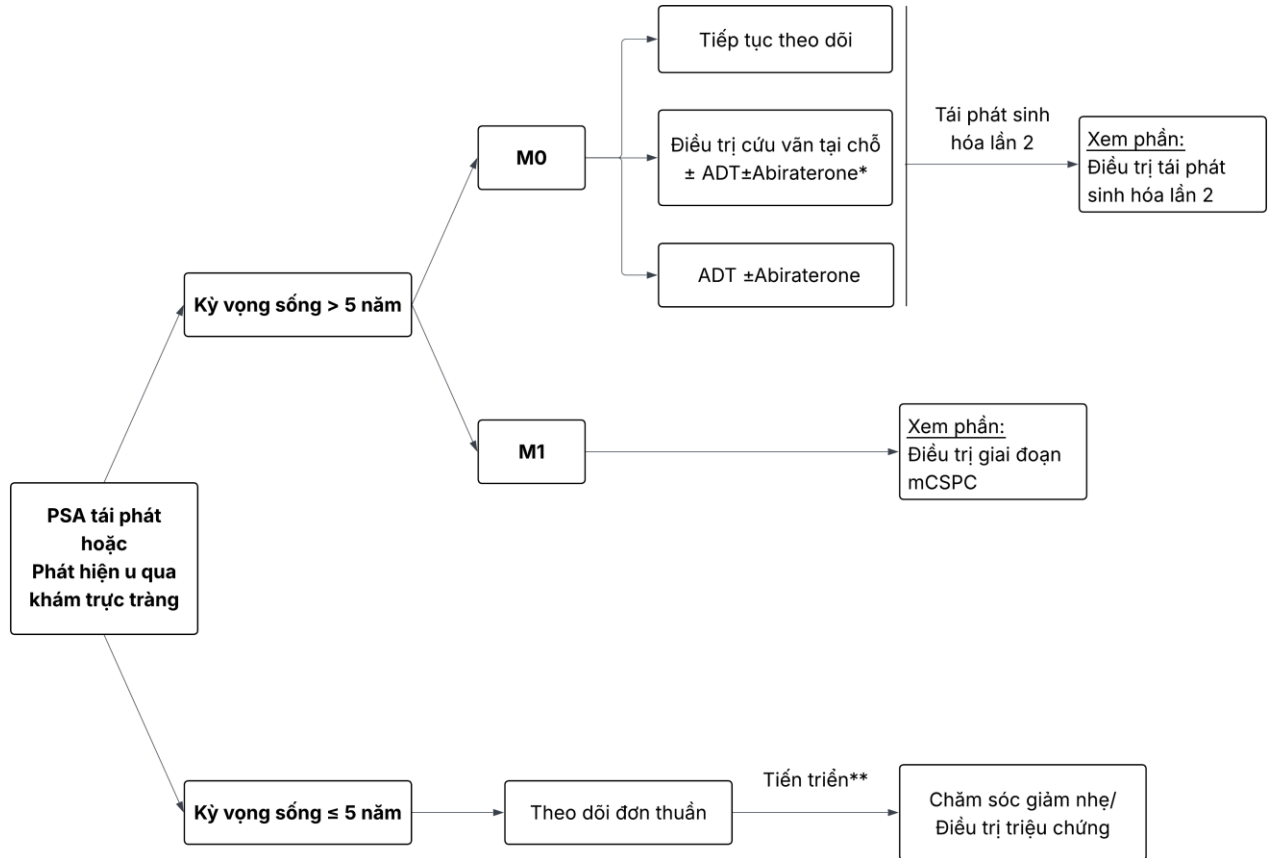 Tiếp tục theo dõi
M0
Điều trị cứu vãn tại chỗ
± ADT±Abiraterone*
Tái phát sinh
hóa lần 2
Xem phần:
Điều trị tái phát
sinh hóa lần 2
ADT ±Abiraterone
Kỳ vọng sống > 5 năm
M1
Xem phần:
Điều trị giai đoạn
mCSPC
PSA tái phát
hoặc
Phát hiện u qua
khám trực tràng
Kỳ vọng sống ≤ 5 năm
Theo dõi đơn thuần
Tiến triển**
Chăm sóc giảm nhẹ/
Điều trị triệu chứng